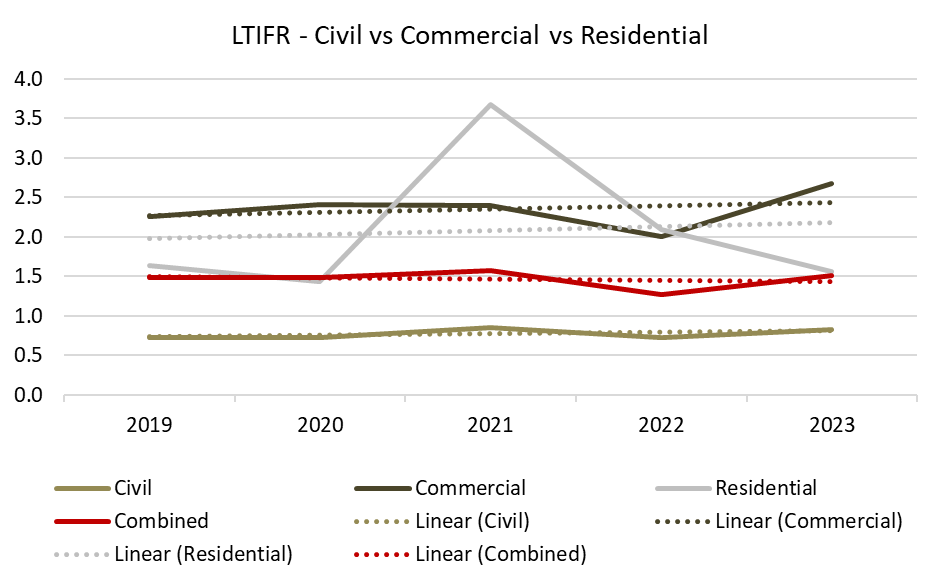 LTIFR - Civil vs Commercial vs Residential
4.0
3.5
3.0
2.5
2.0
1.5
1.0
0.5
0.0
2019 2020 2021 2022 2023
Civil Commercial Residential
Combined Linear (Civil) Linear (Commercial)
Linear (Residential) Linear (Combined)